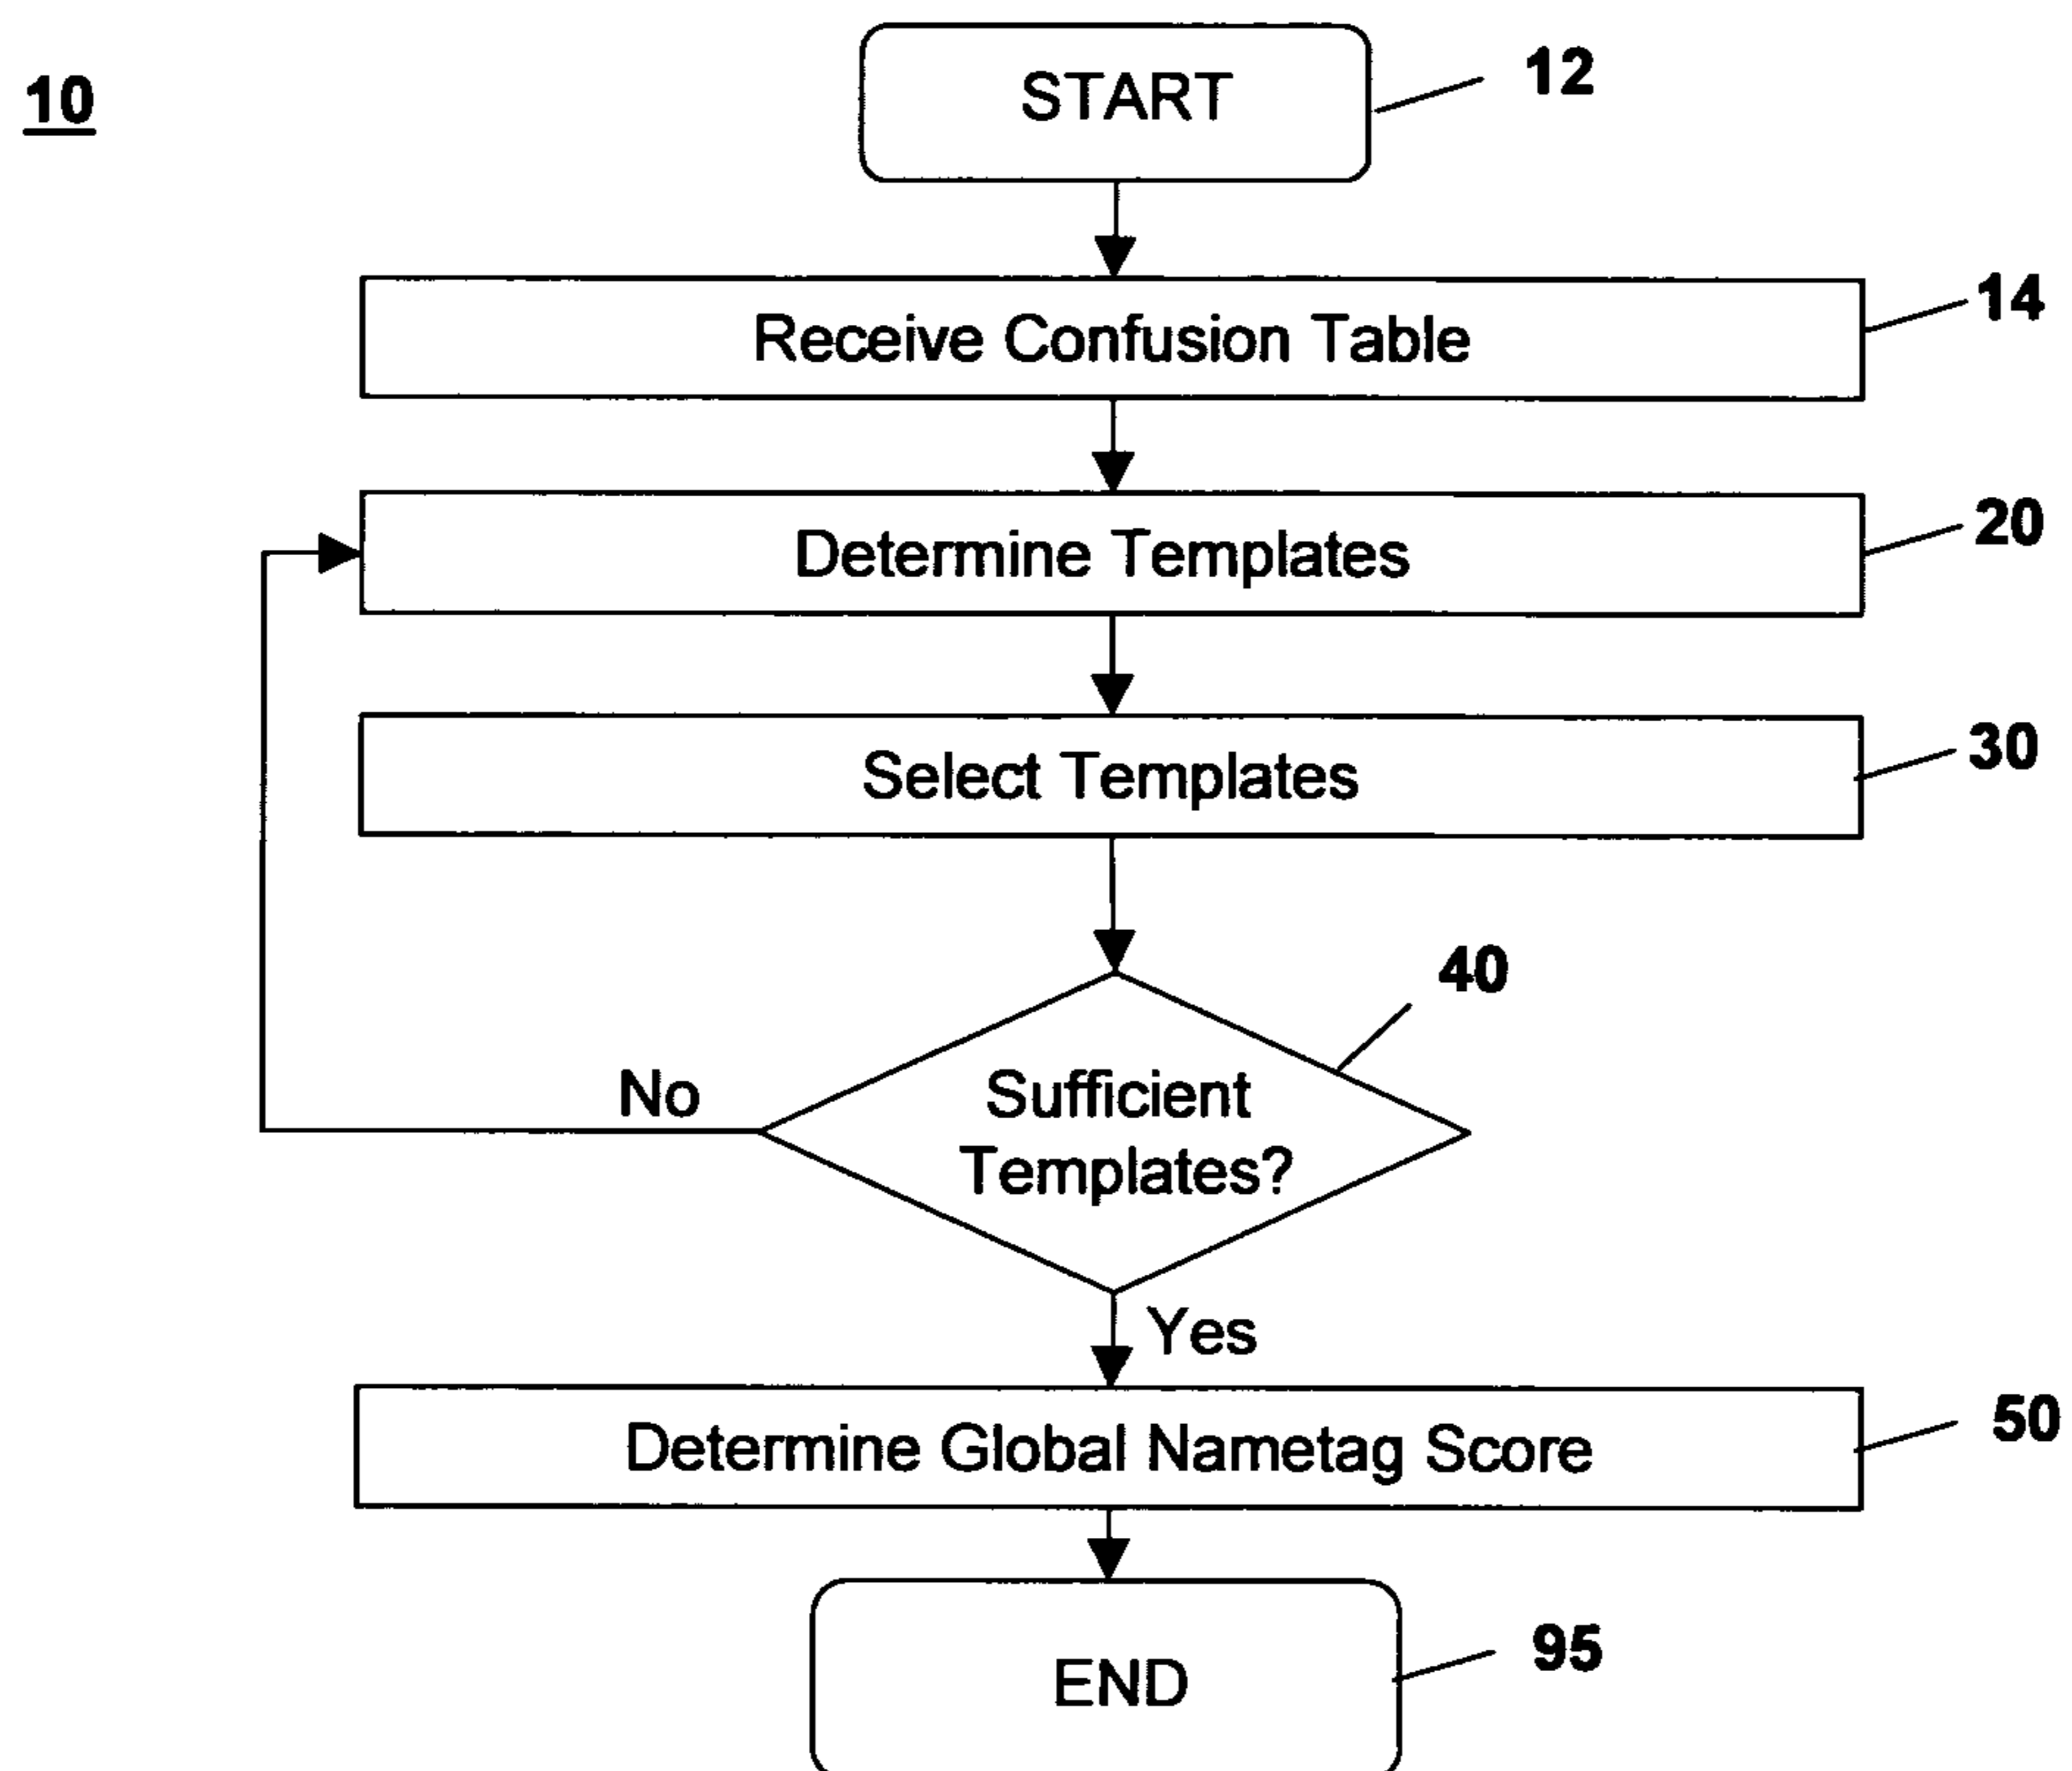 10
START
12
Receive Confusion Table
14
Determine Templates
20
Select Templates
30
40
Sufficient
Templates?
No
Yes
Determine Global Nametag Score
50
END
95